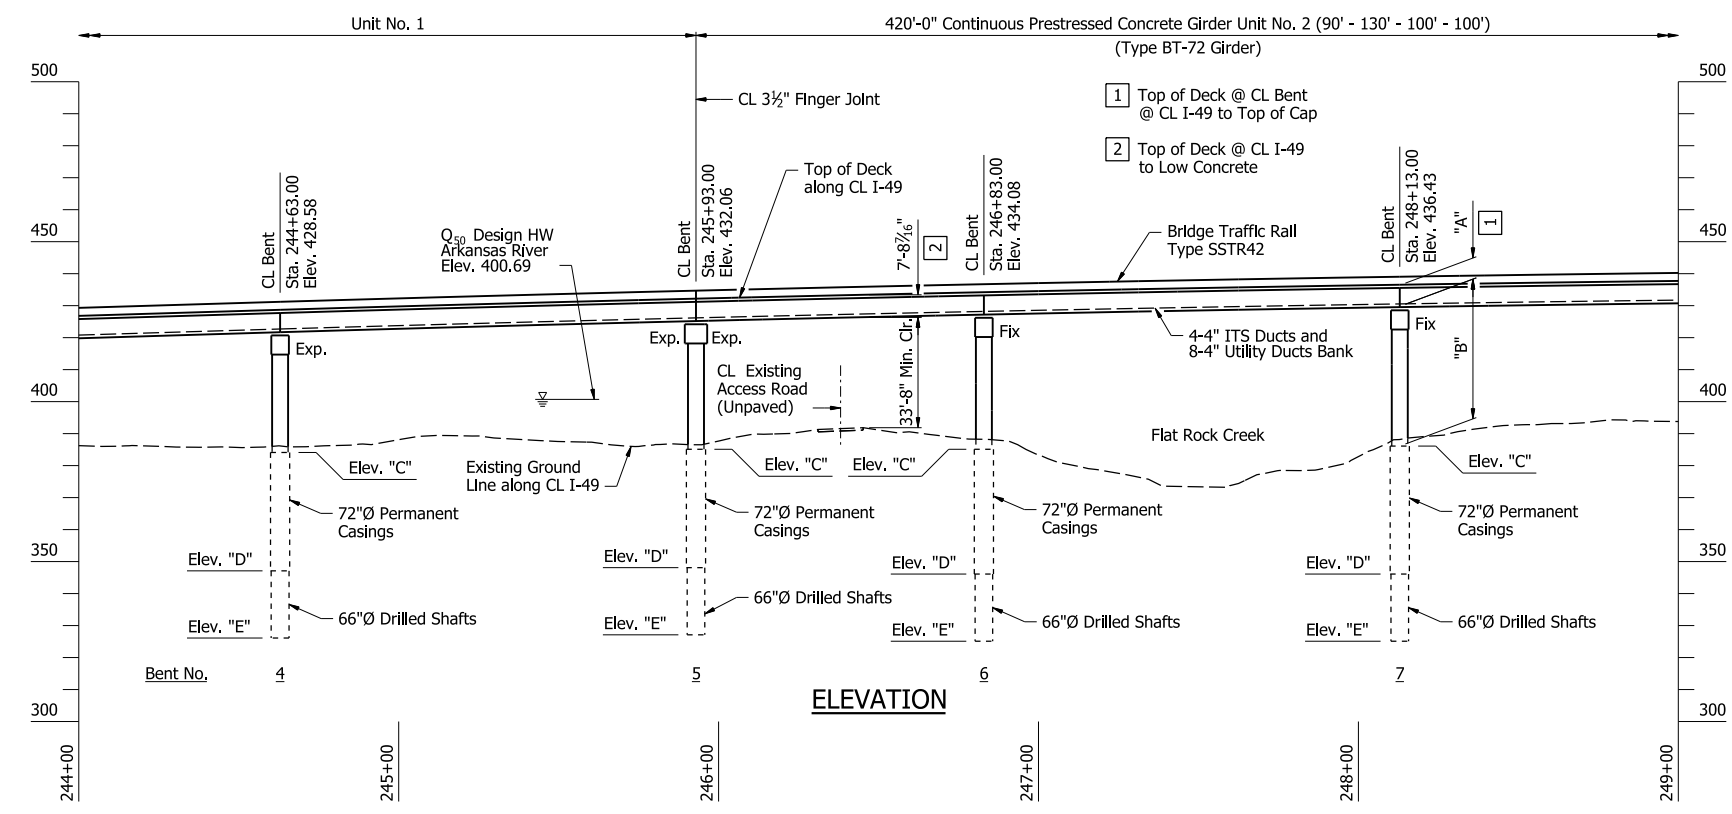 Unit No. 1
420'-0" Continuous Prestressed Concrete Girder Unit No. 2 (90' - 130' - 100' - 100')
(Type BT-72 Girder)
500
500
CL 3½" Finger Joint
1 Top of Deck @ CL Bent
@ CL I-49 to Top of Cap
2 Top of Deck @ CL I-49
to Low Concrete
CL Bent
Sta. 244+63.00
Elev. 428.58
Q50 Design HW
Arkansas River
Elev. 400.69
CL Bent
Sta. 245+93.00
Elev. 432.06
Top of Deck
along CL I-49
7'-8⁷⁄₁₆"
2
CL Bent
Sta. 246+83.00
Elev. 434.08
Bridge Traffic Rail
Type SSTR42
CL Bent
Sta. 248+13.00
Elev. 436.43
"A"
1
450
450
Exp.
Exp.
Exp.
Fix
Fix
4-4" ITS Ducts and
8-4" Utility Ducts Bank
"B"
CL Existing
Access Road
(Unpaved)
33'-8" Min. Clr.
400
400
Flat Rock Creek
Elev. "C"
Existing Ground
Line along CL I-49
Elev. "C"
Elev. "C"
Elev. "C"
72"Ø Permanent
Casings
72"Ø Permanent
Casings
72"Ø Permanent
Casings
72"Ø Permanent
Casings
350
350
Elev. "D"
Elev. "D"
Elev. "D"
Elev. "D"
66"Ø Drilled Shafts
66"Ø Drilled Shafts
66"Ø Drilled Shafts
66"Ø Drilled Shafts
Elev. "E"
Elev. "E"
Elev. "E"
Elev. "E"
Bent No.
4
5
6
7
ELEVATION
300
300
244+00
245+00
246+00
247+00
248+00
249+00